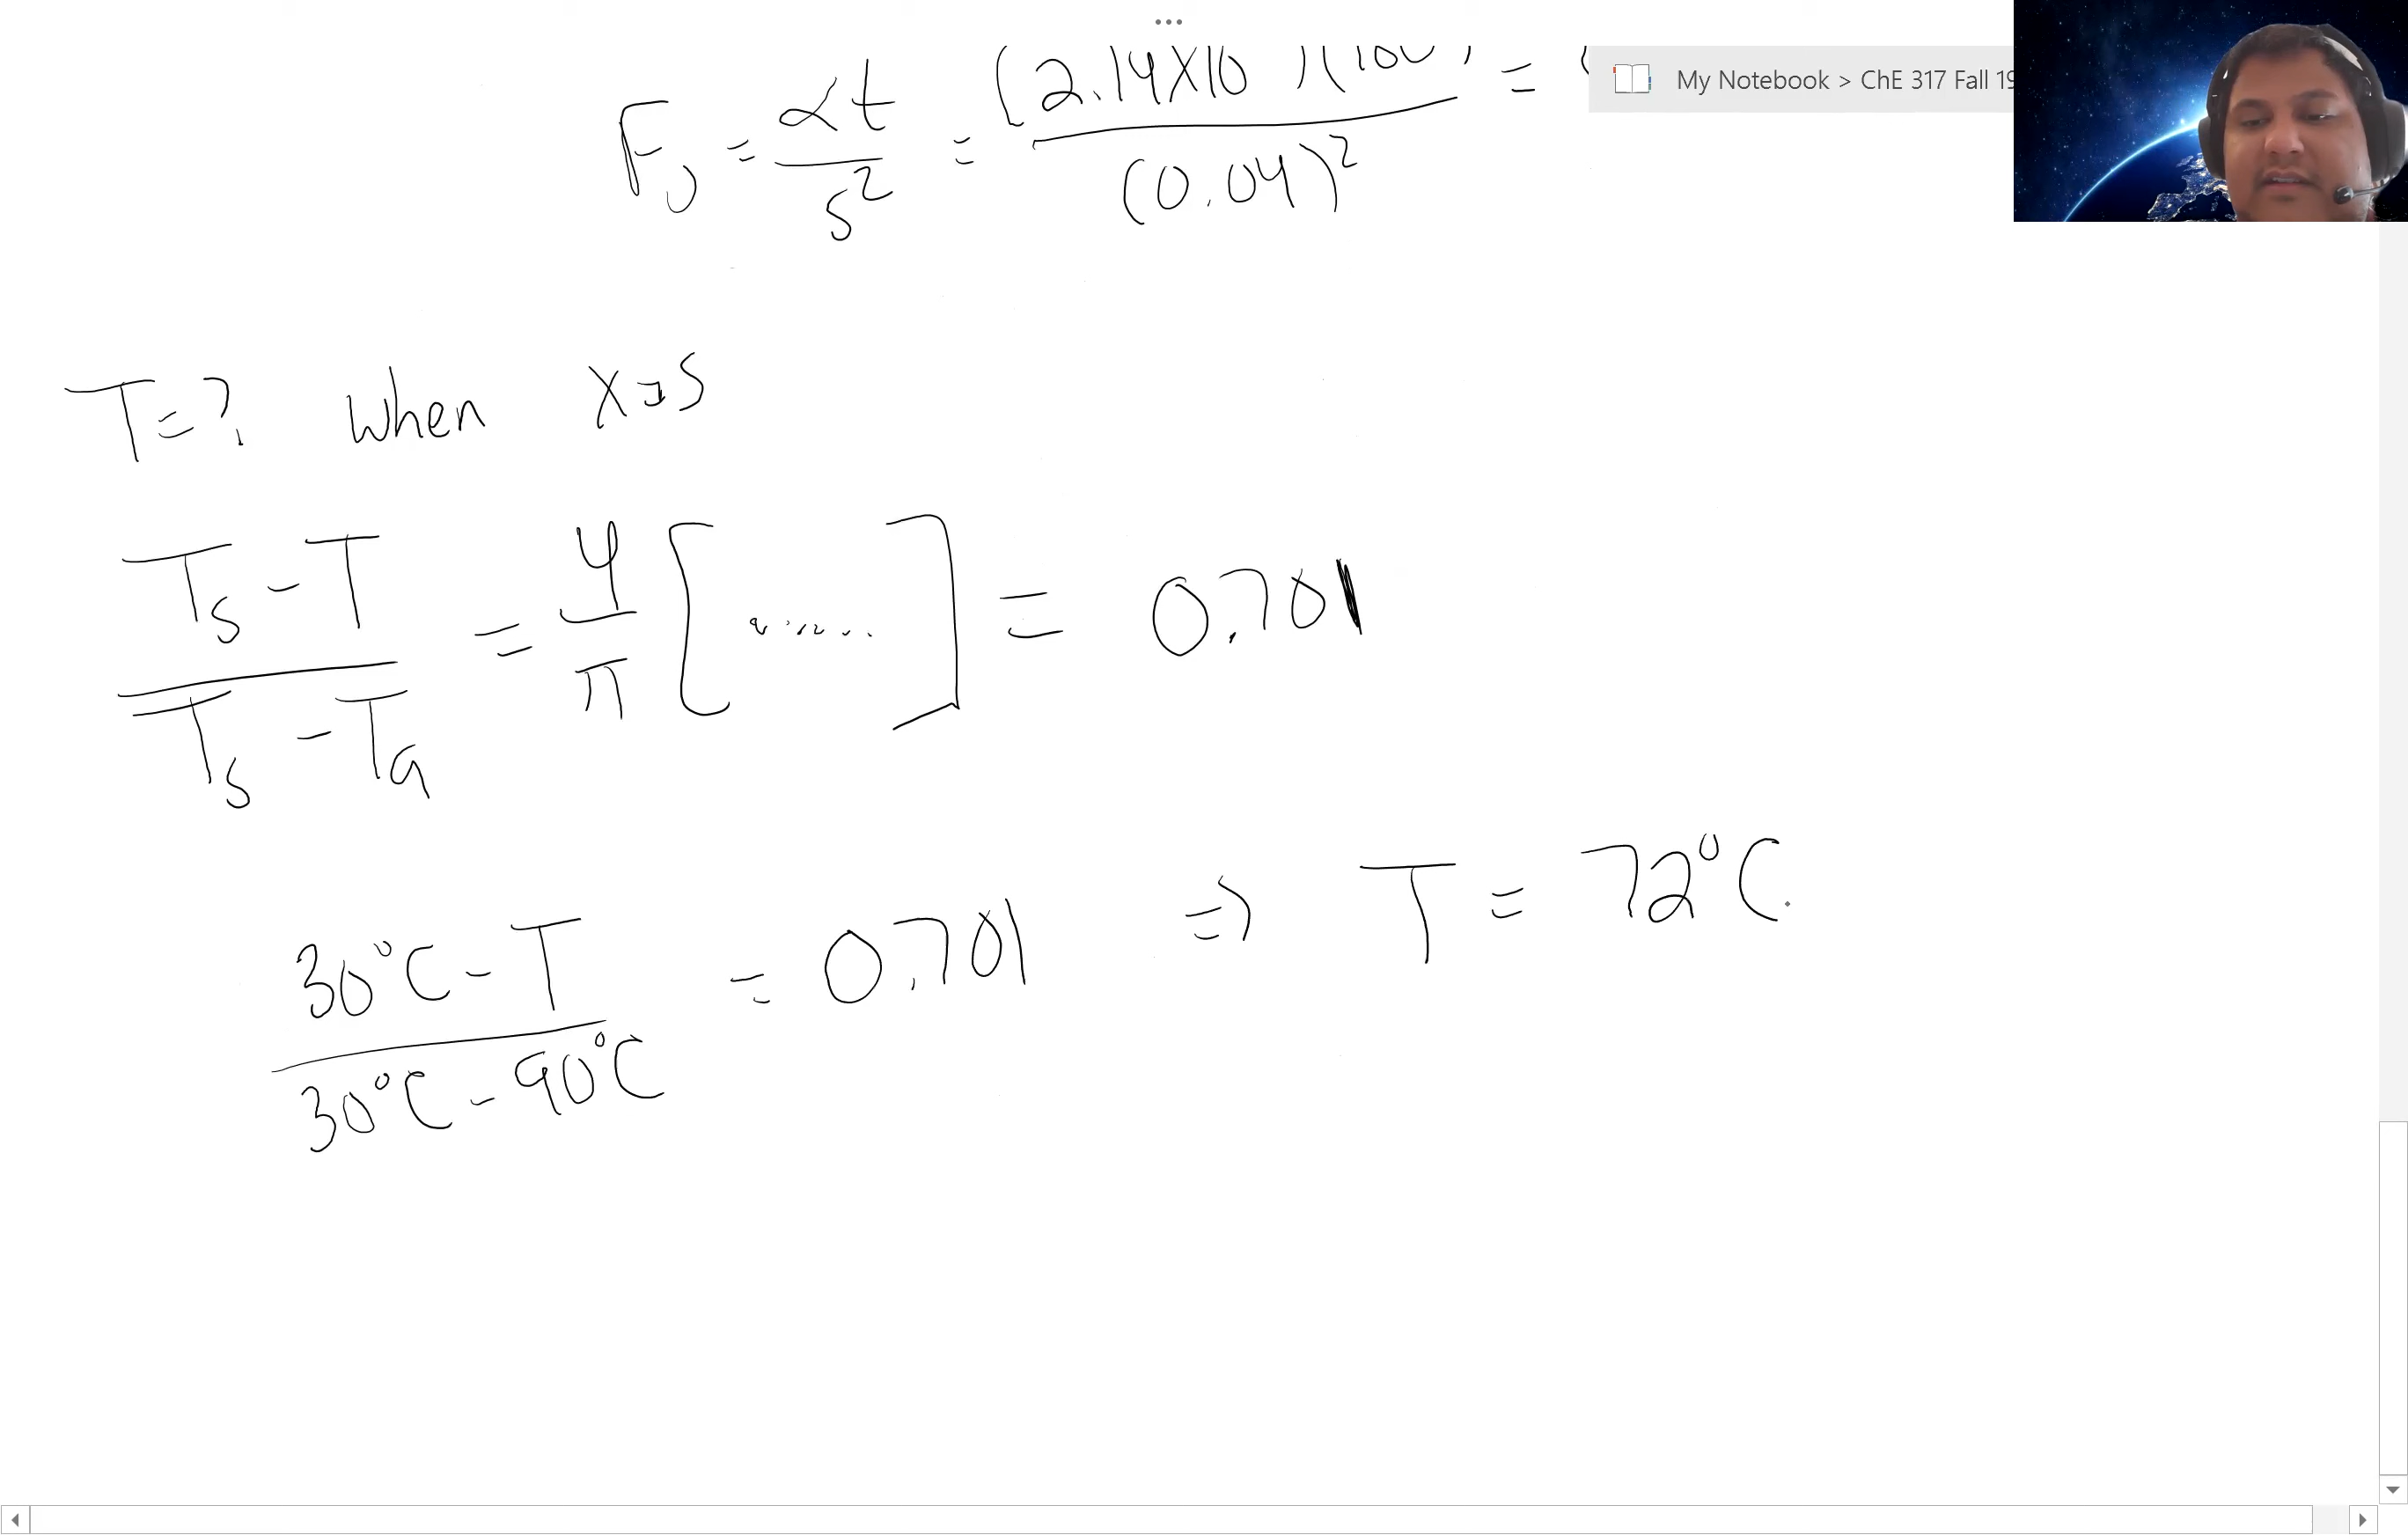 My Notebook > ChE 317 Fall 19
F₀ = αt / s² = (2.14X10 )(100) / (0.04)² =
T=? when X=S
(Ts - T) / (Ts - Ta) = 4/π [......] = 0.701
(30°C - T) / (30°C - 90°C) = 0.701 ⇒ T = 72°C.